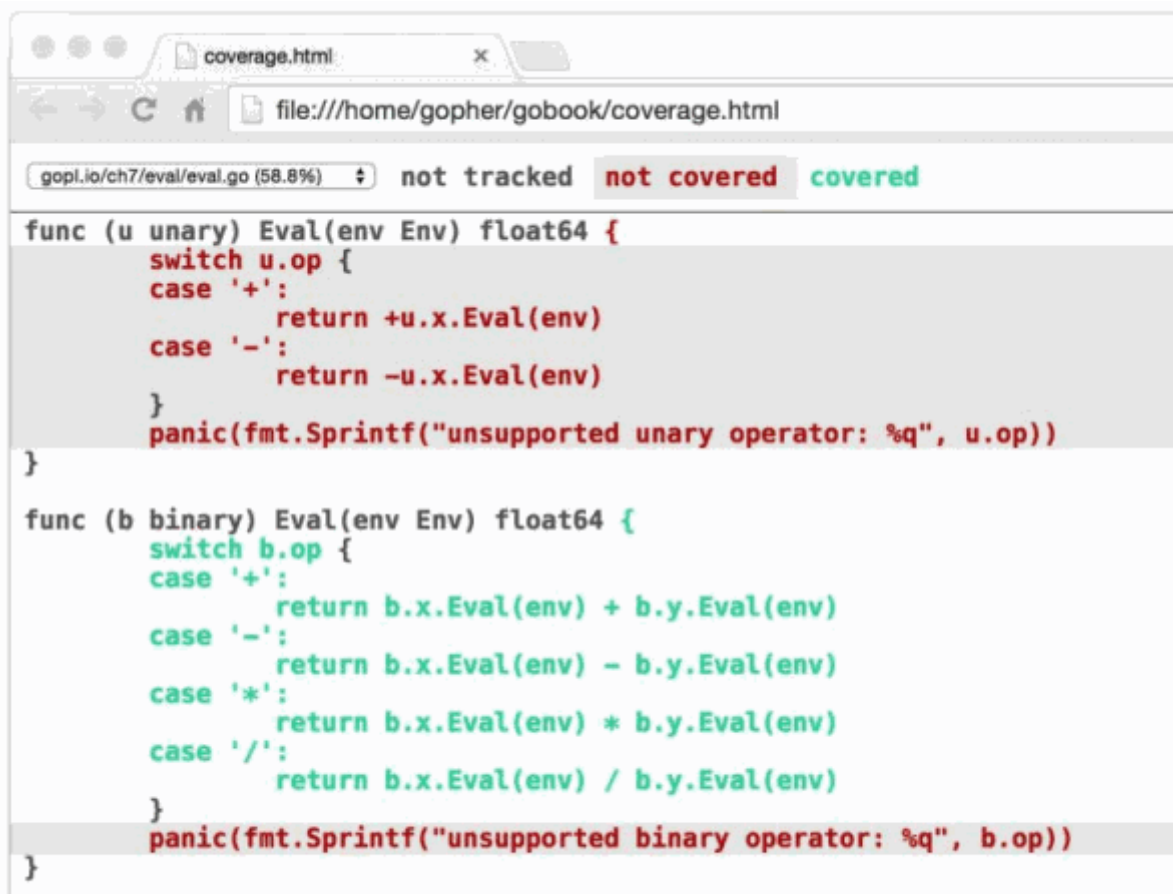 coverage.html ×
file:///home/gopher/gobook/coverage.html
gopl.io/ch7/eval/eval.go (58.8%) not tracked not covered covered
func (u unary) Eval(env Env) float64 {
        switch u.op {
        case '+':
                return +u.x.Eval(env)
        case '-':
                return -u.x.Eval(env)
        }
        panic(fmt.Sprintf("unsupported unary operator: %q", u.op))
}
func (b binary) Eval(env Env) float64 {
        switch b.op {
        case '+':
                return b.x.Eval(env) + b.y.Eval(env)
        case '-':
                return b.x.Eval(env) - b.y.Eval(env)
        case '*':
                return b.x.Eval(env) * b.y.Eval(env)
        case '/':
                return b.x.Eval(env) / b.y.Eval(env)
        }
        panic(fmt.Sprintf("unsupported binary operator: %q", b.op))
}